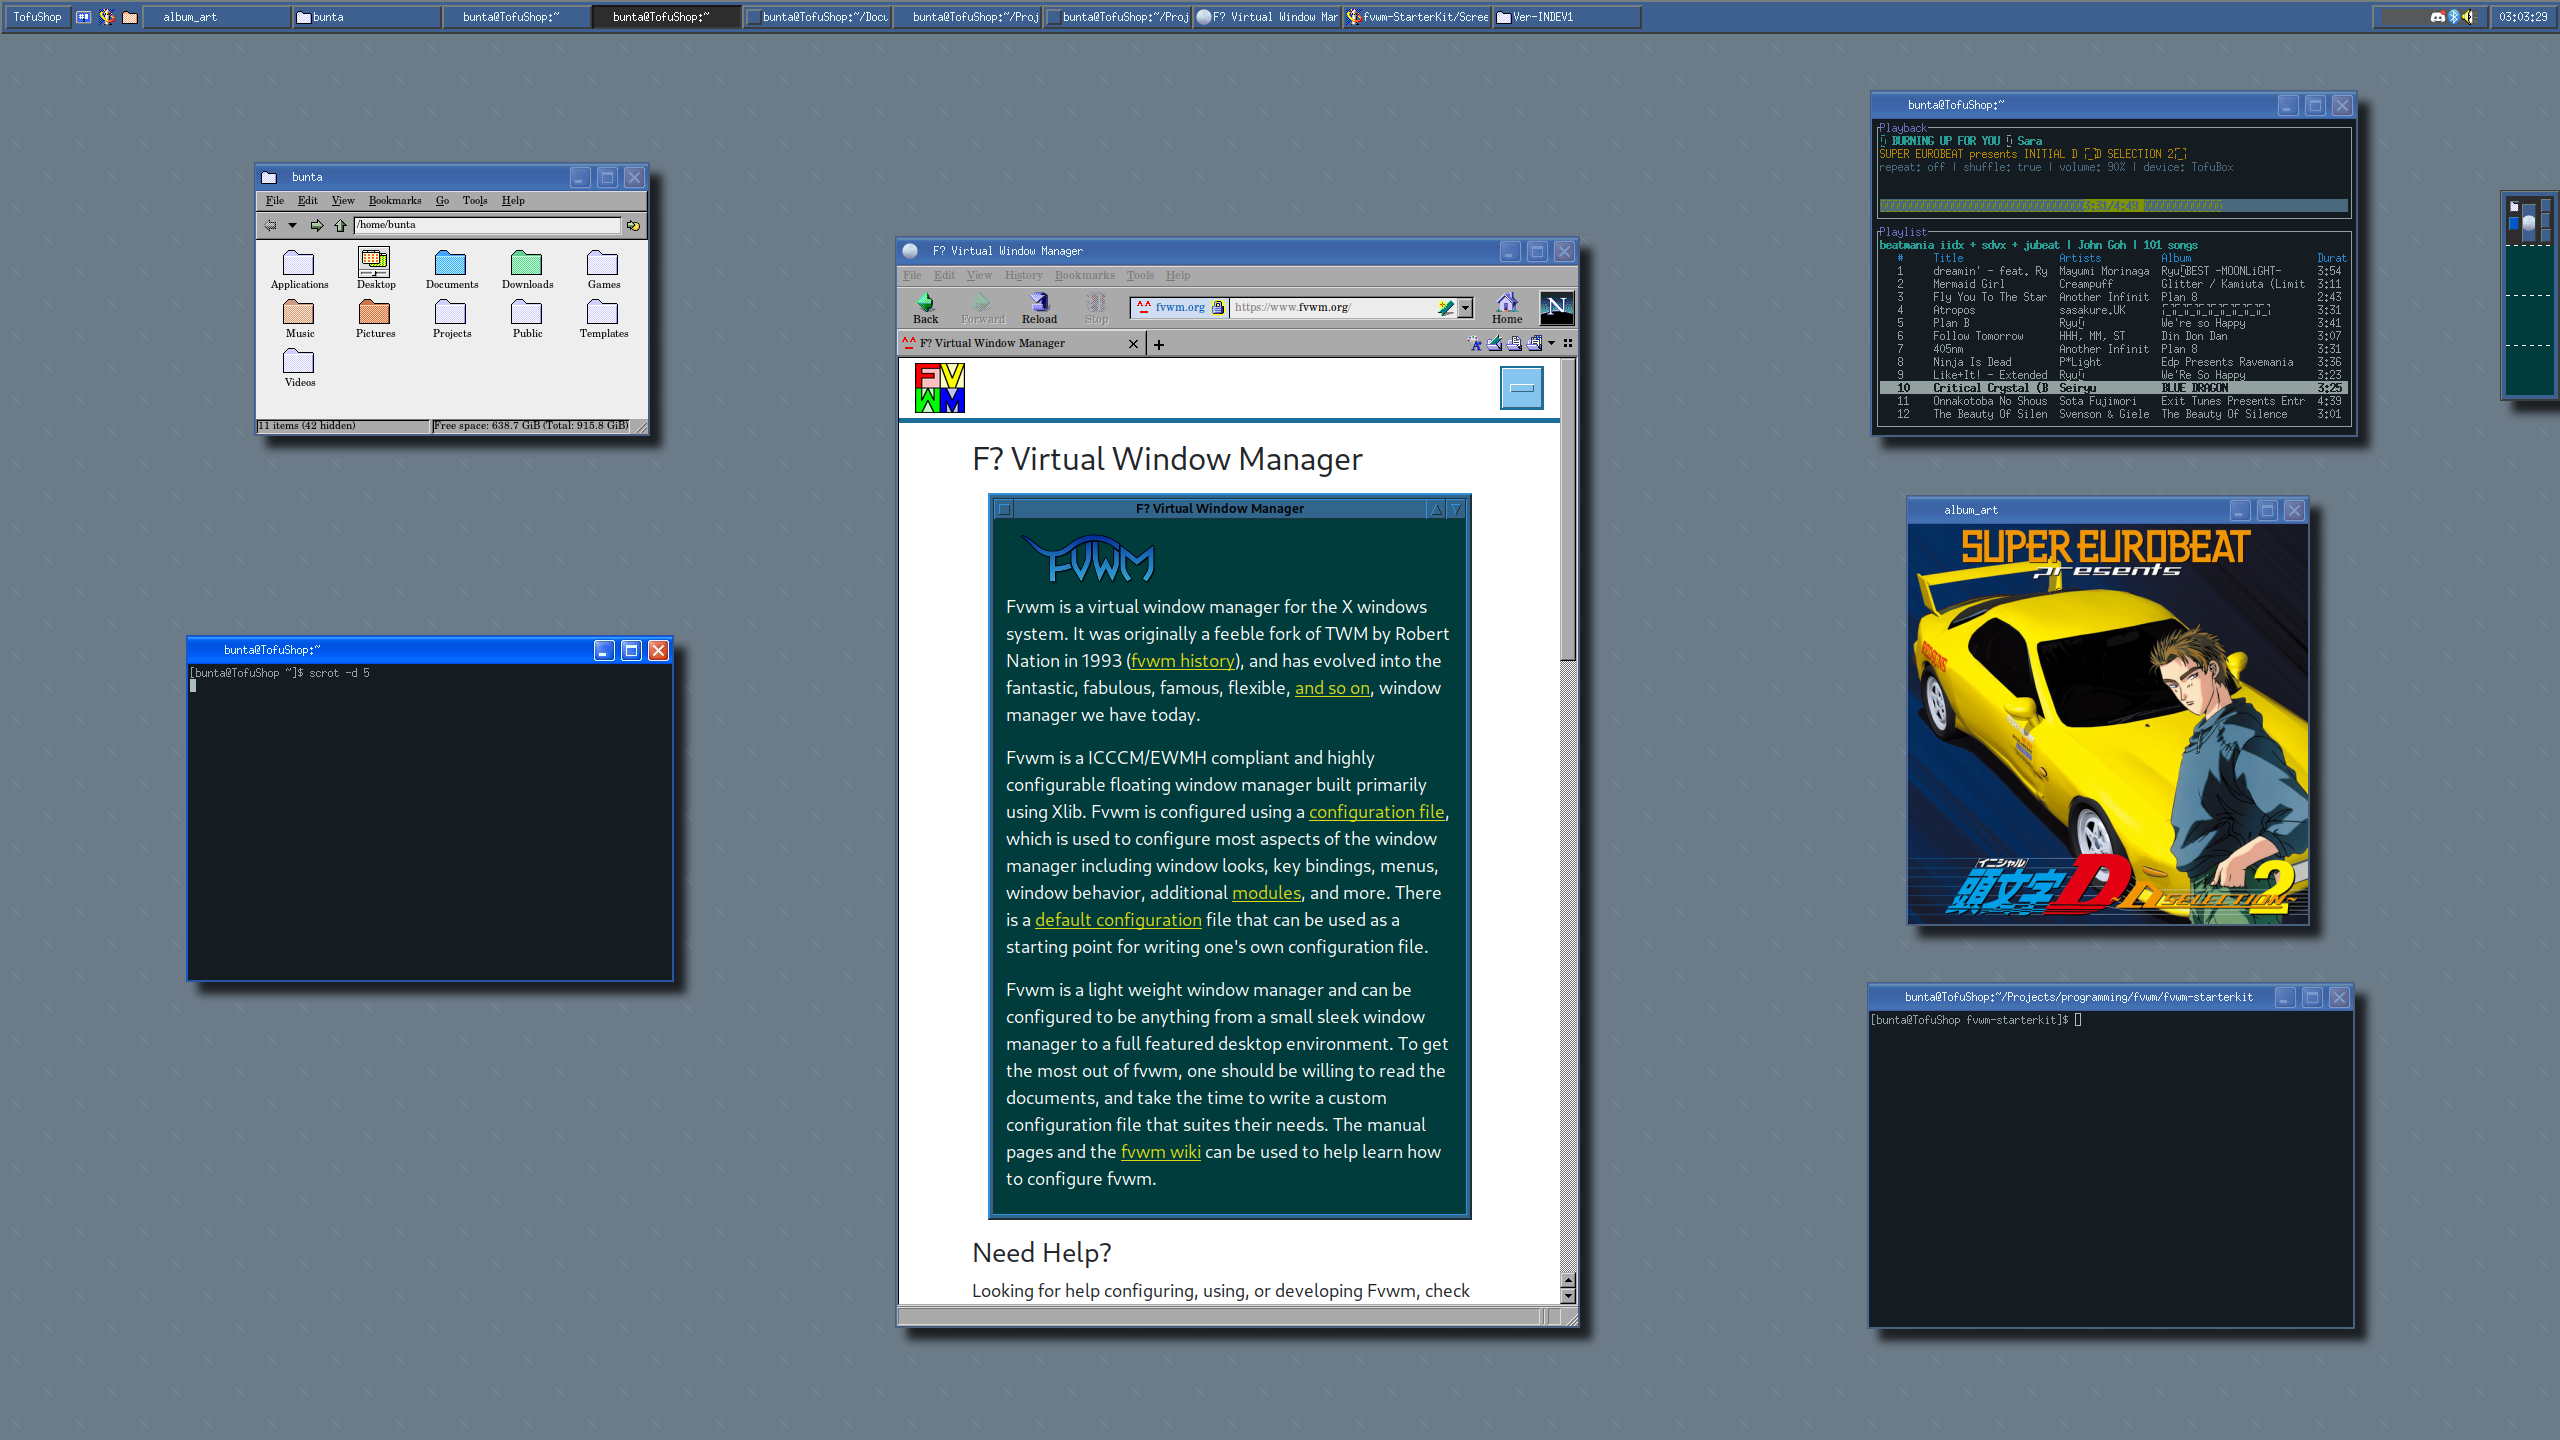 TofuShop
album_art
bunta
bunta@TofuShop:~
bunta@TofuShop:~
bunta@TofuShop:~/Docu
bunta@TofuShop:~/Proj
bunta@TofuShop:~/Proj
F? Virtual Window Mar
fvwm-StarterKit/Scree
Ver-INDEV1
03:03:29
bunta
File Edit View Bookmarks Go Tools Help
/home/bunta
Applications Desktop Documents Downloads Games
Music Pictures Projects Public Templates
Videos
11 items (42 hidden)
Free space: 638.7 GiB (Total: 915.8 GiB)
bunta@TofuShop:~
[bunta@TofuShop ~]$ scrot -d 5
F? Virtual Window Manager
File Edit View History Bookmarks Tools Help
Back Forward Reload Stop
fvwm.org
https://www.fvwm.org/
Home
N
F? Virtual Window Manager
FVWM
F? Virtual Window Manager
F? Virtual Window Manager
FVWM
Fvwm is a virtual window manager for the X windows
system. It was originally a feeble fork of TWM by Robert
Nation in 1993 (fvwm history), and has evolved into the
fantastic, fabulous, famous, flexible, and so on, window
manager we have today.
Fvwm is a ICCCM/EWMH compliant and highly
configurable floating window manager built primarily
using Xlib. Fvwm is configured using a configuration file,
which is used to configure most aspects of the window
manager including window looks, key bindings, menus,
window behavior, additional modules, and more. There
is a default configuration file that can be used as a
starting point for writing one's own configuration file.
Fvwm is a light weight window manager and can be
configured to be anything from a small sleek window
manager to a full featured desktop environment. To get
the most out of fvwm, one should be willing to read the
documents, and take the time to write a custom
configuration file that suites their needs. The manual
pages and the fvwm wiki can be used to help learn how
to configure fvwm.
Need Help?
Looking for help configuring, using, or developing Fvwm, check
bunta@TofuShop:~
Playback
BURNING UP FOR YOU Sara
SUPER EUROBEAT presents INITIAL D D SELECTION 2
repeat: off | shuffle: true | volume: 90% | device: TofuBox
3:31/4:49
Playlist
beatmania iidx + sdvx + jubeat | John Goh | 101 songs
# Title Artists Album Durat
1 dreamin' - feat. Ry Mayumi Morinaga Ryu BEST -MOONLiGHT- 3:54
2 Mermaid Girl Creampuff Glitter / Kamiuta (Limit 3:11
3 Fly You To The Star Another Infinit Plan 8 2:43
4 Atropos sasakure.UK 3:31
5 Plan B Ryu We're so Happy 3:41
6 Follow Tomorrow HHH, MM, ST Din Don Dan 3:07
7 405nm Another Infinit Plan 8 3:31
8 Ninja Is Dead P*Light Edp Presents Ravemania 3:36
9 Like+It! - Extended Ryu We'Re So Happy 3:23
10 Critical Crystal (B Seiryu BLUE DRAGON 3:25
11 Onnakotoba No Shous Sota Fujimori Exit Tunes Presents Entr 4:39
12 The Beauty Of Silen Svenson & Giele The Beauty Of Silence 3:01
album_art
SUPER EUROBEAT
presents
イニシャル
頭文字D
D SELECTION 2
bunta@TofuShop:~/Projects/programming/fvwm/fvwm-starterkit
[bunta@TofuShop fvwm-starterkit]$